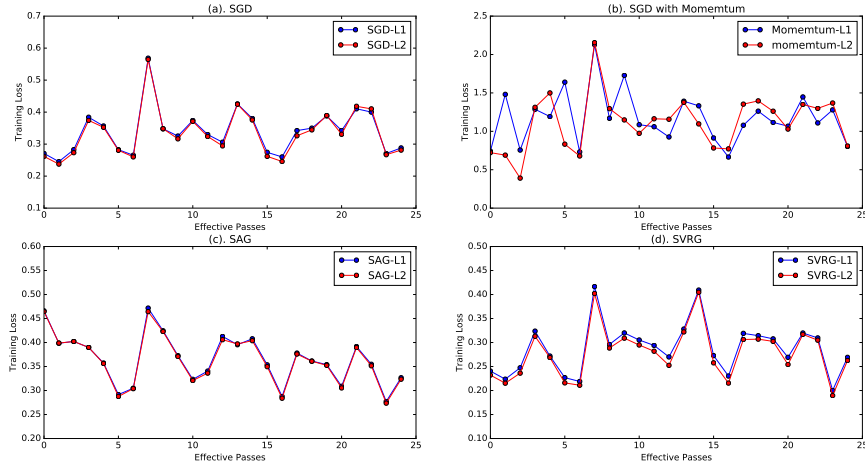 (a). SGD
0.7
0.6
0.5
0.4
0.3
0.2
0.1
Training Loss
SGD-L1
SGD-L2
0 5 10 15 20 25
Effective Passes
(b). SGD with Momemtum
2.5
2.0
1.5
1.0
0.5
0.0
Training Loss
Momemtum-L1
momemtum-L2
0 5 10 15 20 25
Effective Passes
(c). SAG
0.60
0.55
0.50
0.45
0.40
0.35
0.30
0.25
0.20
Training Loss
SAG-L1
SAG-L2
0 5 10 15 20 25
Effective Passes
(d). SVRG
0.50
0.45
0.40
0.35
0.30
0.25
0.20
0.15
0.10
Training Loss
SVRG-L1
SVRG-L2
0 5 10 15 20 25
Effective Passes